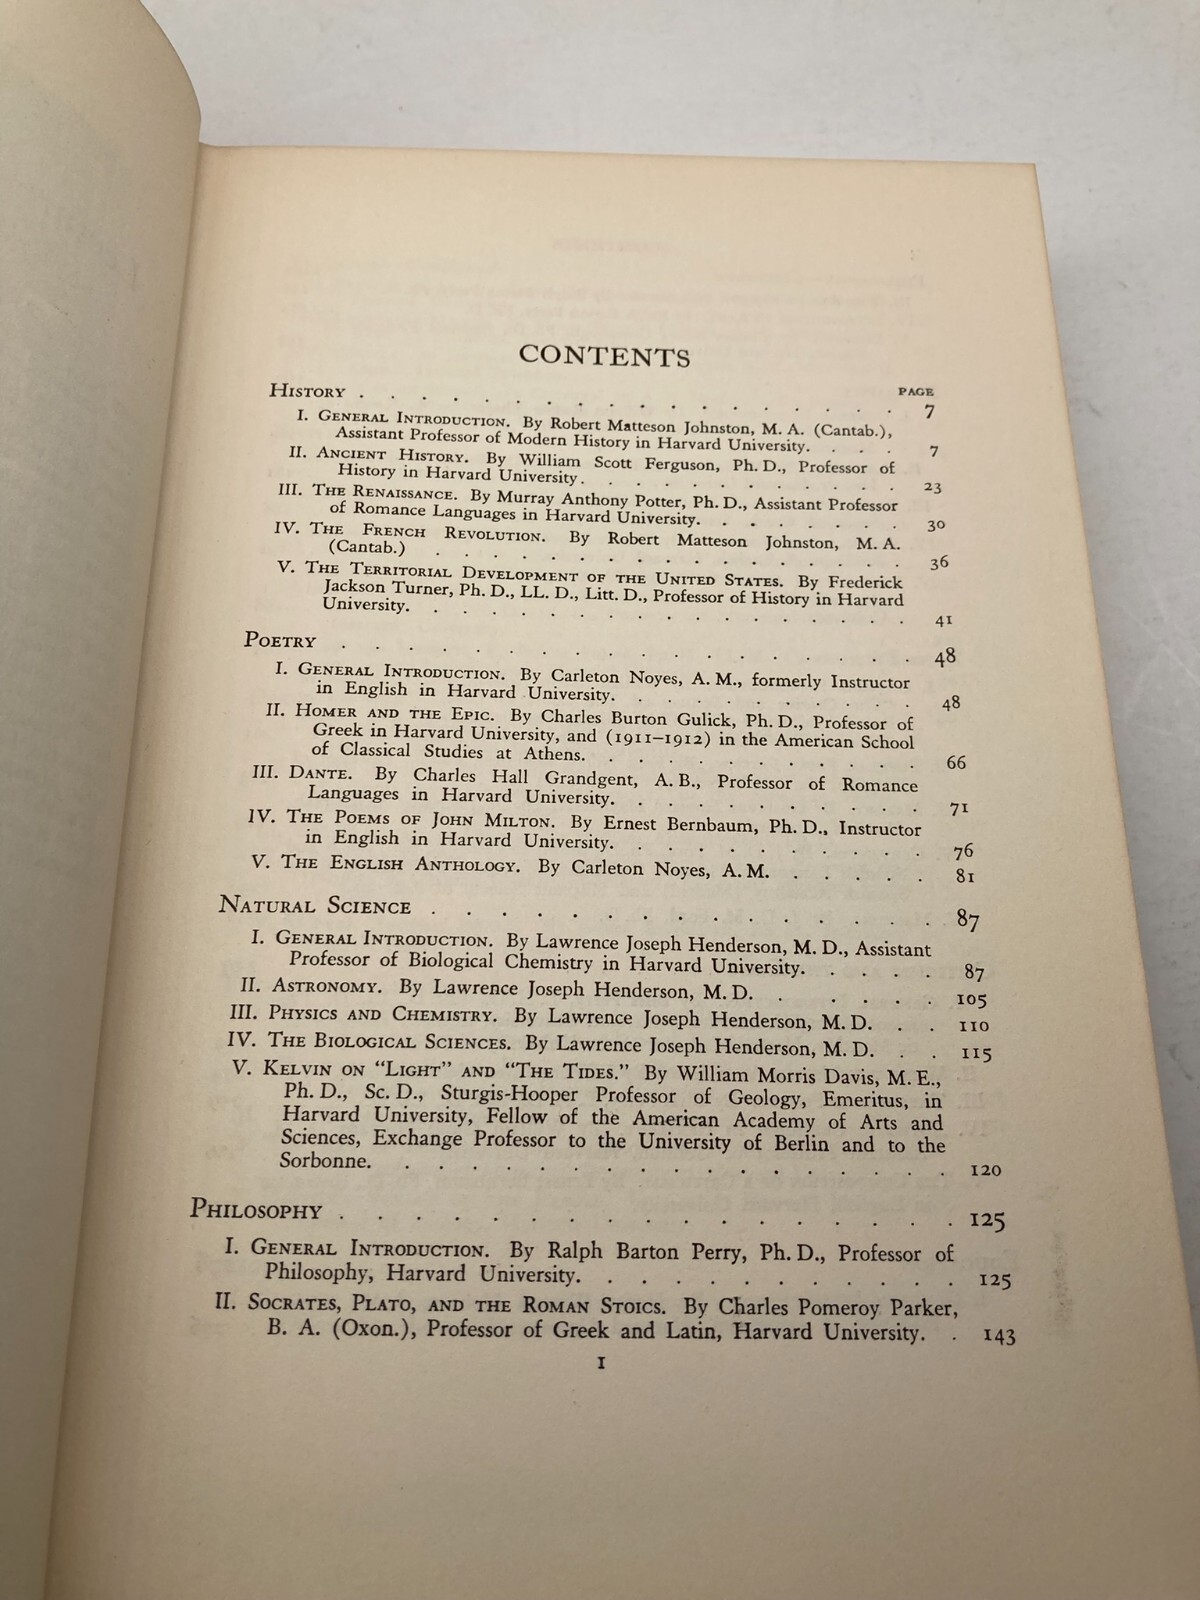 CONTENTS
PAGE
HISTORY . . . . . . . . . . . . . . . . . . 7
I. GENERAL INTRODUCTION. By Robert Matteson Johnston, M. A. (Cantab.),
Assistant Professor of Modern History in Harvard University. . . . 7
II. ANCIENT HISTORY. By William Scott Ferguson, Ph. D., Professor of
History in Harvard University. . . . . . . . . . . . 23
III. THE RENAISSANCE. By Murray Anthony Potter, Ph. D., Assistant Professor
of Romance Languages in Harvard University. . . . . . . . 30
IV. THE FRENCH REVOLUTION. By Robert Matteson Johnston, M. A.
(Cantab.) . . . . . . . . . . . . . . . . 36
V. THE TERRITORIAL DEVELOPMENT OF THE UNITED STATES. By Frederick
Jackson Turner, Ph. D., LL. D., Litt. D., Professor of History in Harvard
University. . . . . . . . . . . . . . . . . 41
POETRY . . . . . . . . . . . . . . . . . . 48
I. GENERAL INTRODUCTION. By Carleton Noyes, A. M., formerly Instructor
in English in Harvard University. . . . . . . . . . . 48
II. HOMER AND THE EPIC. By Charles Burton Gulick, Ph. D., Professor of
Greek in Harvard University, and (1911–1912) in the American School
of Classical Studies at Athens. . . . . . . . . . . . 66
III. DANTE. By Charles Hall Grandgent, A. B., Professor of Romance
Languages in Harvard University. . . . . . . . . . . 71
IV. THE POEMS OF JOHN MILTON. By Ernest Bernbaum, Ph. D., Instructor
in English in Harvard University. . . . . . . . . . . 76
V. THE ENGLISH ANTHOLOGY. By Carleton Noyes, A. M. . . . . . 81
NATURAL SCIENCE . . . . . . . . . . . . . . . 87
I. GENERAL INTRODUCTION. By Lawrence Joseph Henderson, M. D., Assistant
Professor of Biological Chemistry in Harvard University. . . . . 87
II. ASTRONOMY. By Lawrence Joseph Henderson, M. D. . . . . . 105
III. PHYSICS AND CHEMISTRY. By Lawrence Joseph Henderson, M. D. . . 110
IV. THE BIOLOGICAL SCIENCES. By Lawrence Joseph Henderson, M. D. . . 115
V. KELVIN ON "LIGHT" AND "THE TIDES." By William Morris Davis, M. E.,
Ph. D., Sc. D., Sturgis-Hooper Professor of Geology, Emeritus, in
Harvard University, Fellow of the American Academy of Arts and
Sciences, Exchange Professor to the University of Berlin and to the
Sorbonne. . . . . . . . . . . . . . . . . . 120
PHILOSOPHY . . . . . . . . . . . . . . . . . 125
I. GENERAL INTRODUCTION. By Ralph Barton Perry, Ph. D., Professor of
Philosophy, Harvard University. . . . . . . . . . . . 125
II. SOCRATES, PLATO, AND THE ROMAN STOICS. By Charles Pomeroy Parker,
B. A. (Oxon.), Professor of Greek and Latin, Harvard University. . 143
1